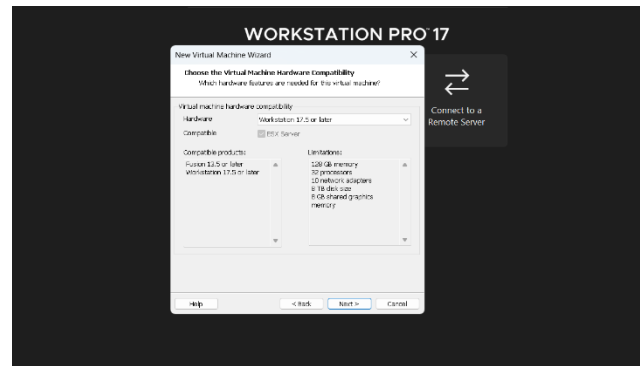 WORKSTATION PRO™ 17
New Virtual Machine Wizard
Choose the Virtual Machine Hardware Compatibility
Which hardware features are needed for this virtual machine?
Virtual machine hardware compatibility
Hardware
Workstation 17.5 or later
Compatible
ESX Server
Compatible products:
Fusion 13.5 or later
Workstation 17.5 or later
Limitations:
128 GB memory
32 processors
10 network adapters
8 TB disk size
8 GB shared graphics
memory
Help
< Back
Next >
Cancel
Connect to a
Remote Server